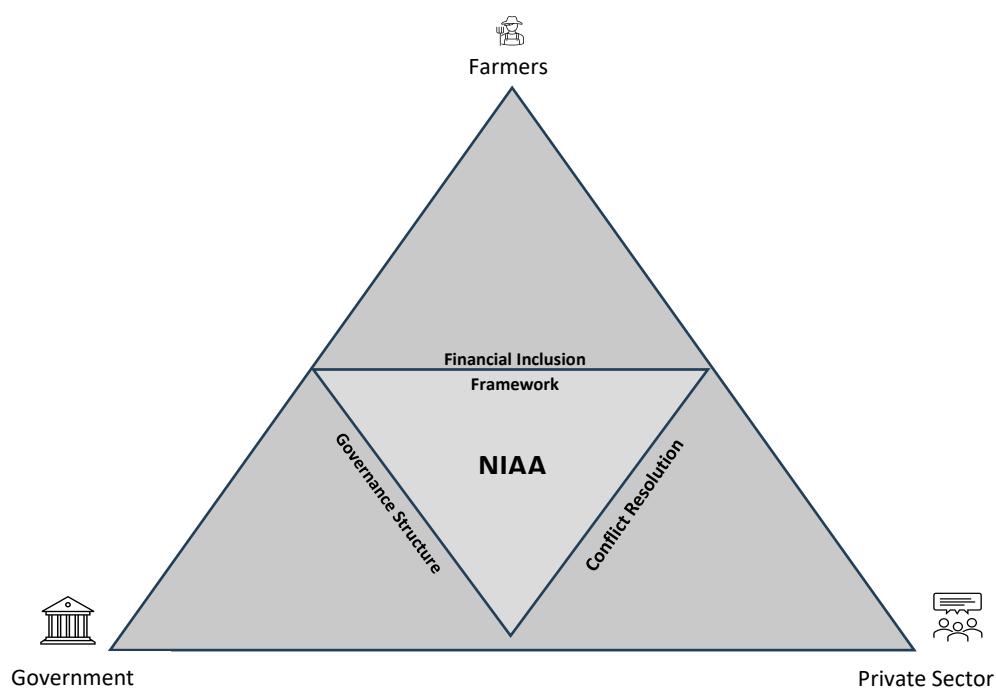 Farmers
Financial Inclusion
Framework
NIAA
Governance Structure
Conflict Resolution
Government
Private Sector